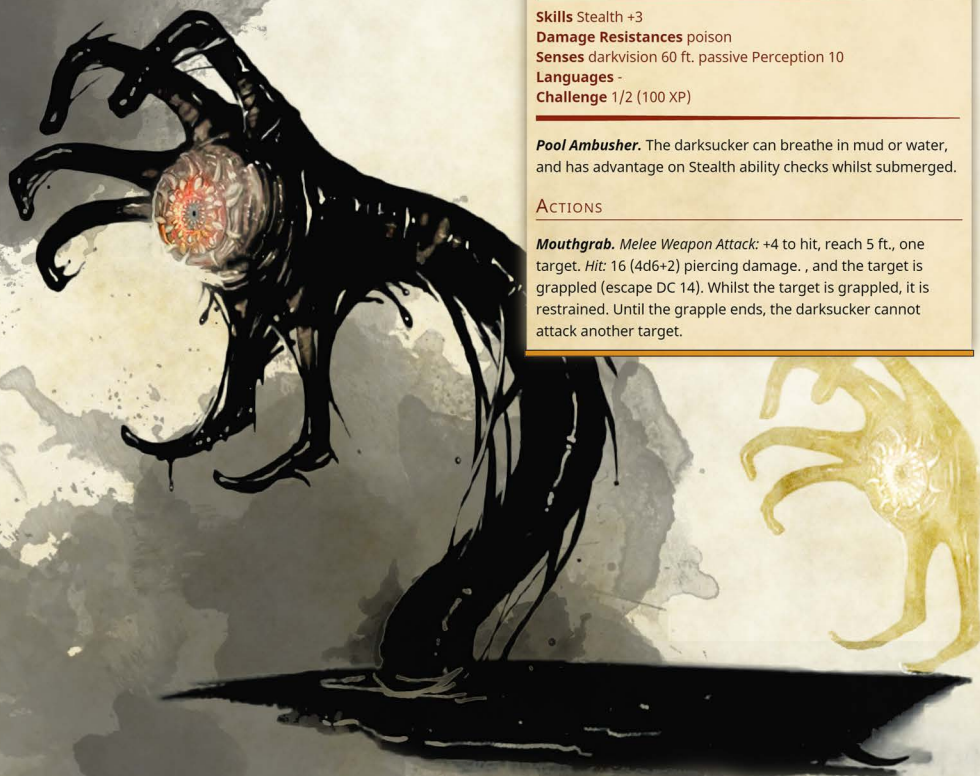 Skills Stealth +3
Damage Resistances poison
Senses darkvision 60 ft. passive Perception 10
Languages -
Challenge 1/2 (100 XP)
Pool Ambusher. The darksucker can breathe in mud or water,
and has advantage on Stealth ability checks whilst submerged.
Actions
Mouthgrab. Melee Weapon Attack: +4 to hit, reach 5 ft., one
target. Hit: 16 (4d6+2) piercing damage. , and the target is
grappled (escape DC 14). Whilst the target is grappled, it is
restrained. Until the grapple ends, the darksucker cannot
attack another target.